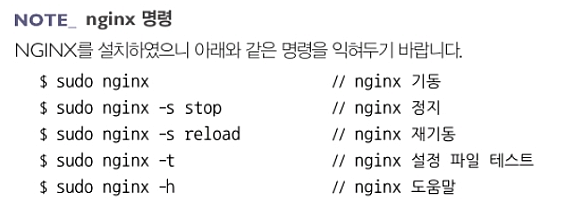 NOTE_ nginx 명령
NGINX를 설치하였으니 아래와 같은 명령을 익혀두기 바랍니다.
$ sudo nginx // nginx 기동
$ sudo nginx -s stop // nginx 정지
$ sudo nginx -s reload // nginx 재기동
$ sudo nginx -t // nginx 설정 파일 테스트
$ sudo nginx -h // nginx 도움말